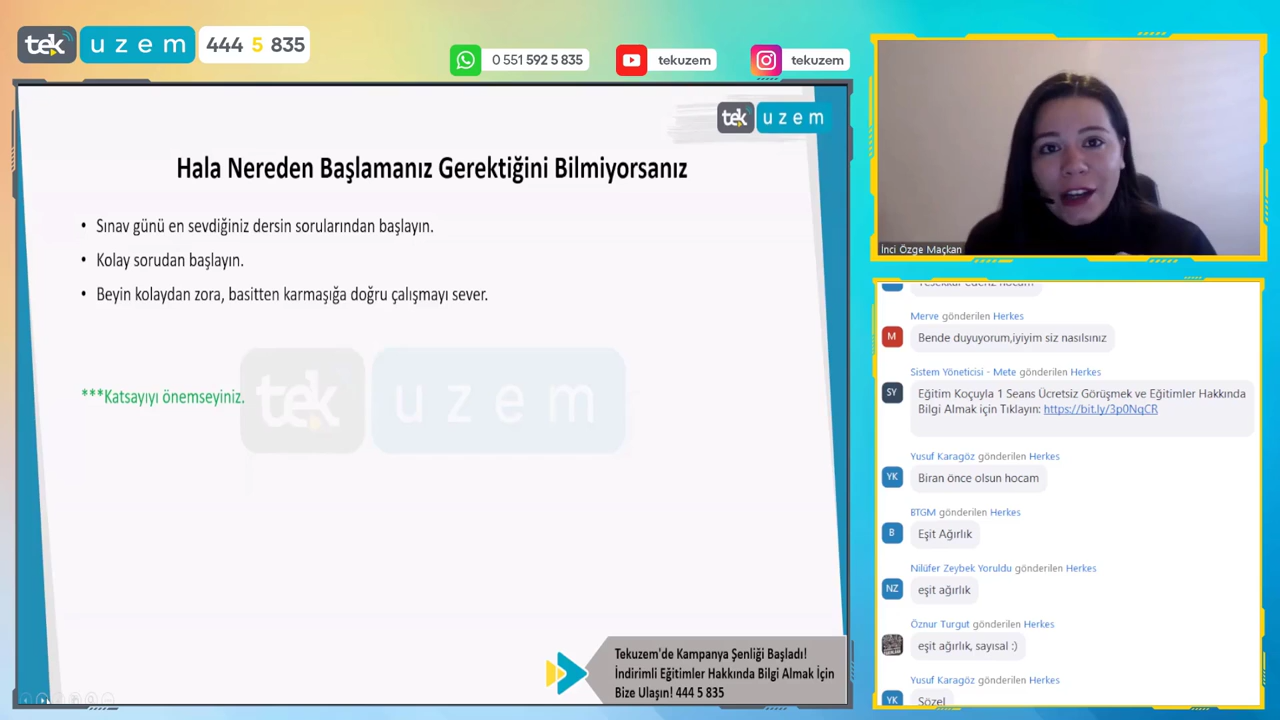 tek uzem 444 5 835
0 551 592 5 835
tekuzem
tekuzem
tek uzem
Hala Nereden Başlamanız Gerektiğini Bilmiyorsanız
• Sınav günü en sevdiğiniz dersin sorularından başlayın.
• Kolay sorudan başlayın.
• Beyin kolaydan zora, basitten karmaşığa doğru çalışmayı sever.
***Katsayıyı önemseyiniz.
tek uzem
Tekuzem'de Kampanya Şenliği Başladı!
İndirimli Eğitimler Hakkında Bilgi Almak İçin
Bize Ulaşın! 444 5 835
İnci Özge Maçkan
Teşekkür ederiz hocam
Merve gönderilen Herkes
M
Bende duyuyorum,iyiyim siz nasılsınız
Sistem Yöneticisi - Mete gönderilen Herkes
SY
Eğitim Koçuyla 1 Seans Ücretsiz Görüşmek ve Eğitimler Hakkında
Bilgi Almak için Tıklayın: https://bit.ly/3p0NqCR
Yusuf Karagöz gönderilen Herkes
YK
Biran önce olsun hocam
BTGM gönderilen Herkes
B
Eşit Ağırlık
Nilüfer Zeybek Yoruldu gönderilen Herkes
NZ
eşit ağırlık
Öznur Turgut gönderilen Herkes
eşit ağırlık, sayısal :)
Yusuf Karagöz gönderilen Herkes
YK
Sözel